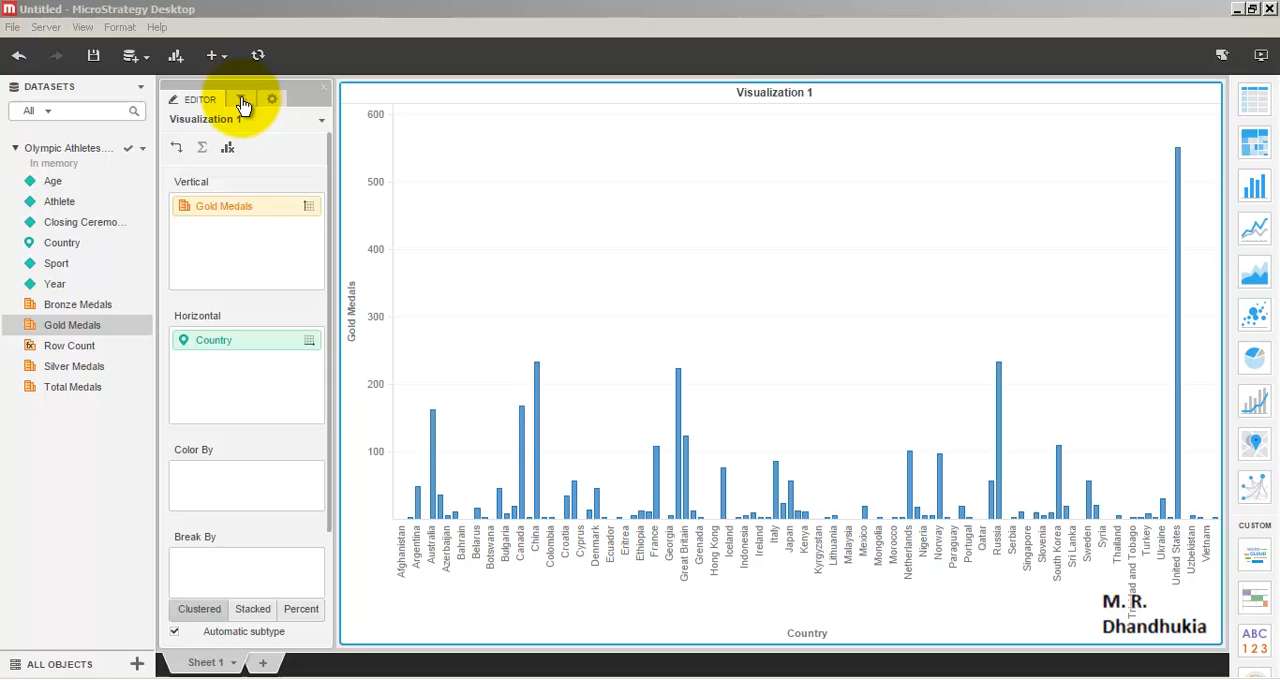 Untitled - MicroStrategy Desktop
File Server View Format Help
DATASETS
All
Olympic Athletes....
In memory
Age
Athlete
Closing Ceremo...
Country
Sport
Year
Bronze Medals
Gold Medals
Row Count
Silver Medals
Total Medals
ALL OBJECTS
EDITOR
Visualization 1
Vertical
Gold Medals
Horizontal
Country
Color By
Break By
Clustered Stacked Percent
Automatic subtype
Sheet 1
Visualization 1
Gold Medals
600
500
400
300
200
100
Afghanistan
Argentina
Australia
Azerbaijan
Bahrain
Belarus
Botswana
Bulgaria
Canada
China
Colombia
Croatia
Cyprus
Denmark
Ecuador
Eritrea
Ethiopia
France
Georgia
Great Britain
Grenada
Hong Kong
Iceland
Indonesia
Ireland
Italy
Japan
Kenya
Kyrgyzstan
Lithuania
Malaysia
Mexico
Mongolia
Morocco
Netherlands
Nigeria
Norway
Paraguay
Portugal
Qatar
Russia
Serbia
Singapore
Slovenia
South Korea
Sri Lanka
Sweden
Syria
Thailand
Trinidad and Tobago
Turkey
Ukraine
United States
Uzbekistan
Vietnam
Country
M. R.
Dhandhukia
CUSTOM
WORD
CLOUD
ABC
123